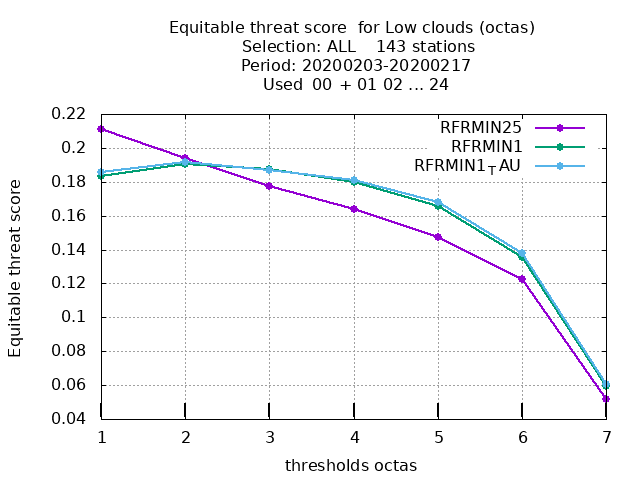 Equitable threat score  for Low clouds (octas)
Selection: ALL    143 stations
Period: 20200203-20200217
Used  00 + 01 02 ... 24
RFRMIN25
RFRMIN1
RFRMIN1TAU
Equitable threat score
0.22
0.2
0.18
0.16
0.14
0.12
0.1
0.08
0.06
0.04
1 2 3 4 5 6 7
thresholds octas